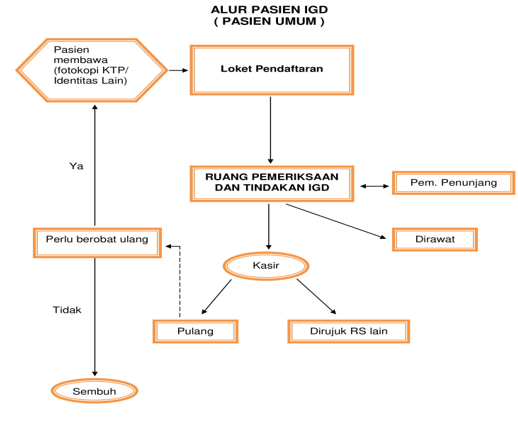 ALUR PASIEN IGD
( PASIEN UMUM )
Pasien
membawa
(fotokopi KTP/
Identitas Lain)
Loket Pendaftaran
Ya
RUANG PEMERIKSAAN
DAN TINDAKAN IGD
Pem. Penunjang
Perlu berobat ulang
Dirawat
Kasir
Tidak
Pulang
Dirujuk RS lain
Sembuh